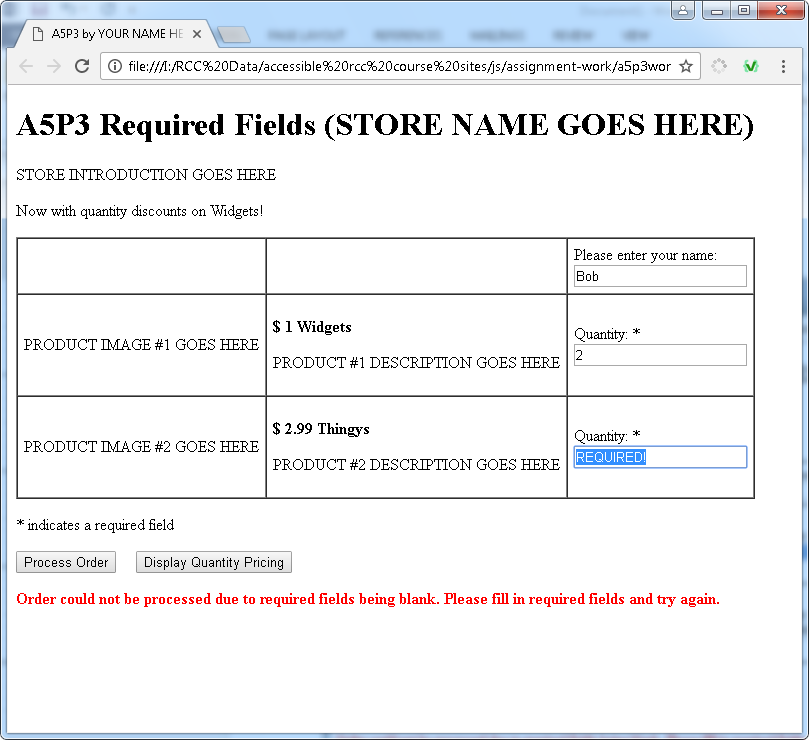 A5P3 by YOUR NAME HE
file:///I:/RCC%20Data/accessible%20rcc%20course%20sites/js/assignment-work/a5p3wor
A5P3 Required Fields (STORE NAME GOES HERE)
STORE INTRODUCTION GOES HERE
Now with quantity discounts on Widgets!
Please enter your name:
Bob
PRODUCT IMAGE #1 GOES HERE
$ 1 Widgets
PRODUCT #1 DESCRIPTION GOES HERE
Quantity: *
2
PRODUCT IMAGE #2 GOES HERE
$ 2.99 Thingys
PRODUCT #2 DESCRIPTION GOES HERE
Quantity: *
REQUIRED!
* indicates a required field
Process Order Display Quantity Pricing
Order could not be processed due to required fields being blank. Please fill in required fields and try again.